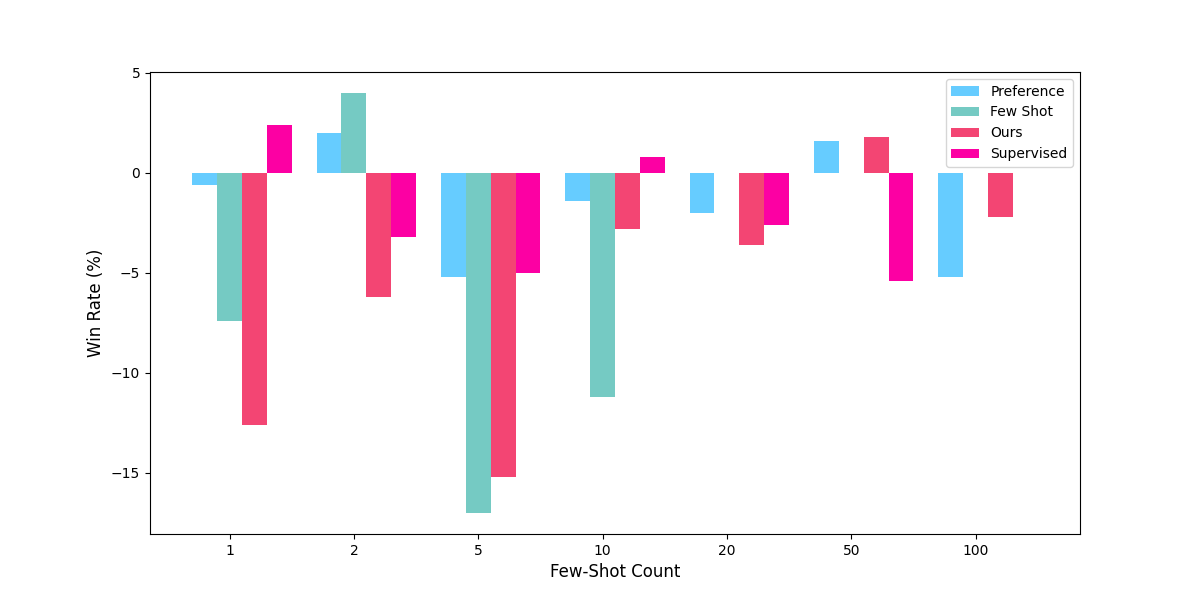 5
0
−5
−10
−15
Win Rate (%)
Preference
Few Shot
Ours
Supervised
1 2 5 10 20 50 100
Few-Shot Count